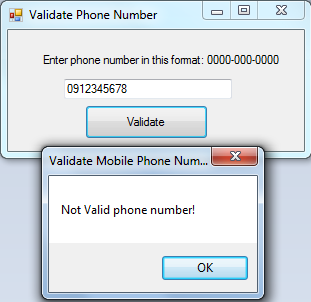 Validate Phone Number
Enter phone number in this format: 0000-000-0000
0912345678
Validate
Validate Mobile Phone Num...
Not Valid phone number!
OK